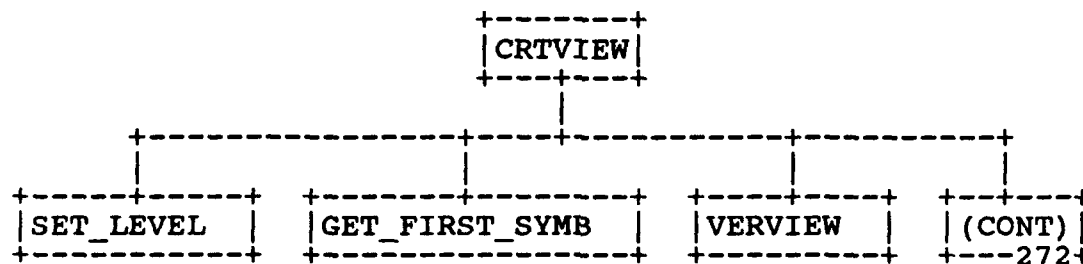 CRTVIEW
SET_LEVEL GET_FIRST_SYMB VERVIEW (CONT)
272